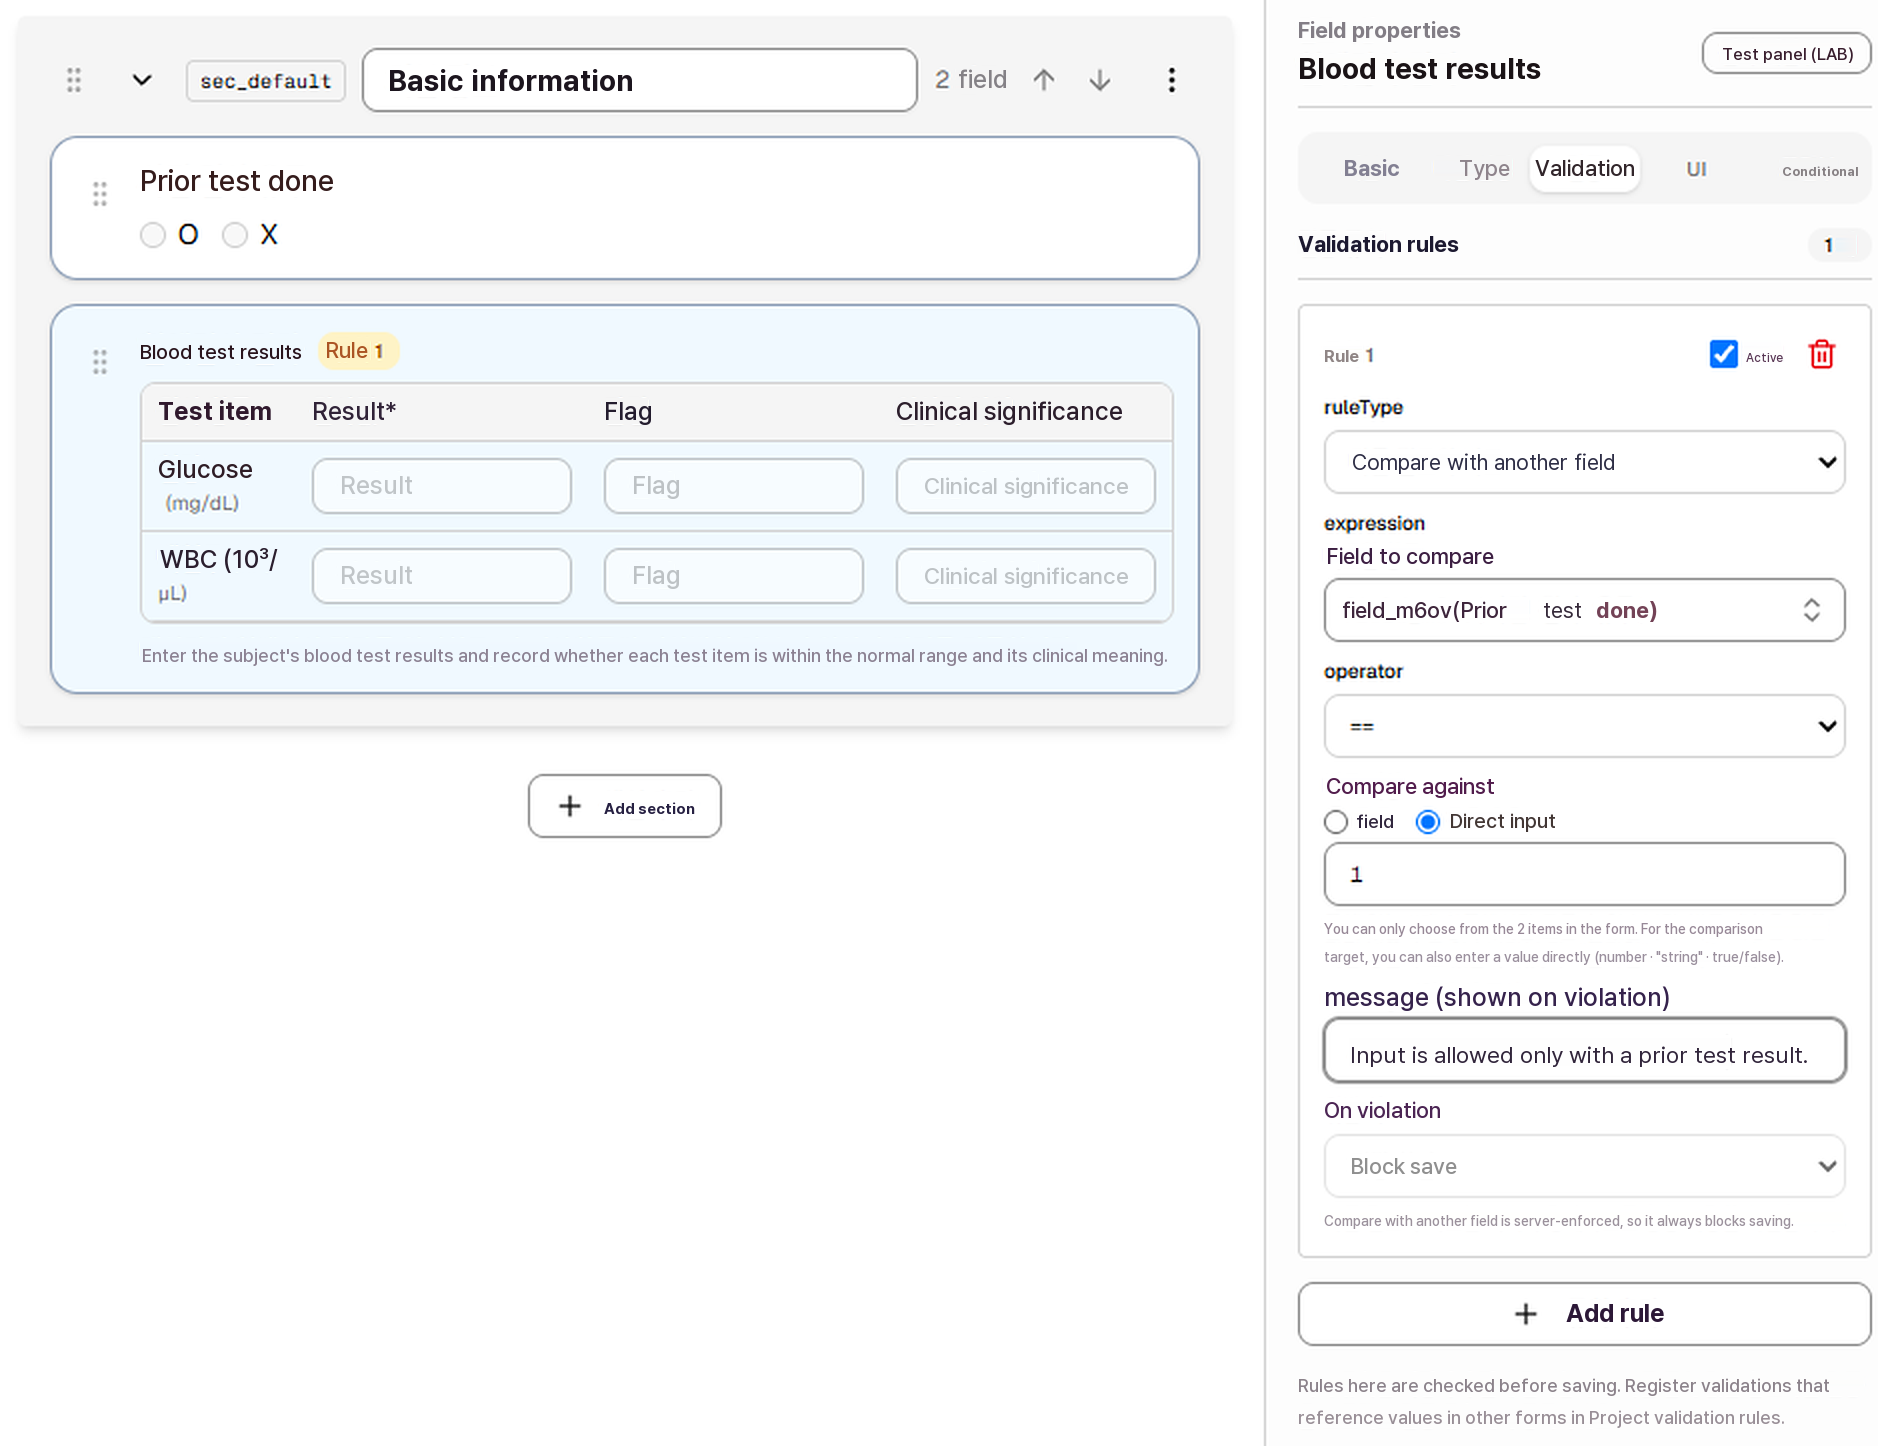 sec_default
Basic information
2 field
Prior test done
O
X
Blood test results
Rule 1
Test item
Result*
Flag
Clinical significance
Glucose
(mg/dL)
Result
Flag
Clinical significance
WBC (10³/
μL)
Result
Flag
Clinical significance
Enter the subject's blood test results and record whether each test item is within the normal range and its clinical meaning.
Add section
Field properties
Blood test results
Test panel (LAB)
Basic
Type
Validation
UI
Conditional
Validation rules
1
Rule 1
Active
ruleType
Compare with another field
expression
Field to compare
field_m6ov(Prior test done)
operator
==
Compare against
field
Direct input
1
You can only choose from the 2 items in the form. For the comparison
target, you can also enter a value directly (number · "string" · true/false).
message (shown on violation)
Input is allowed only with a prior test result.
On violation
Block save
Compare with another field is server-enforced, so it always blocks saving.
Add rule
Rules here are checked before saving. Register validations that
reference values in other forms in Project validation rules.